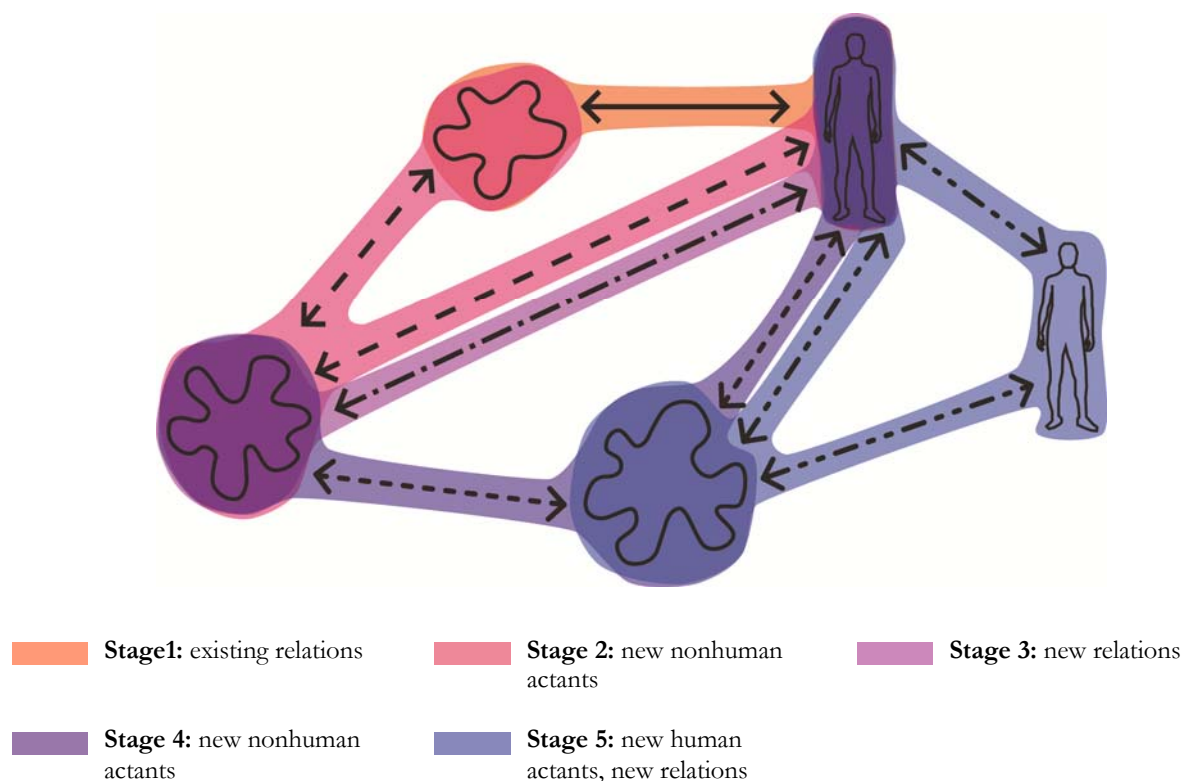 Stage1: existing relations
Stage 2: new nonhuman
actants
Stage 3: new relations
Stage 4: new nonhuman
actants
Stage 5: new human
actants, new relations